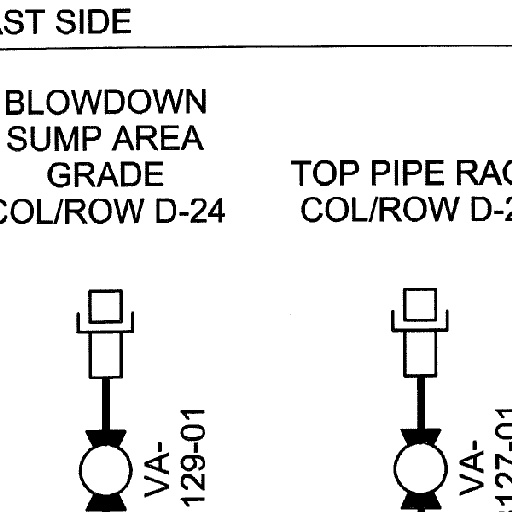 AST SIDE
BLOWDOWN
SUMP AREA
GRADE
COL/ROW D-24
TOP PIPE RAC
COL/ROW D-2
VA-
129-01
VA-
127-01